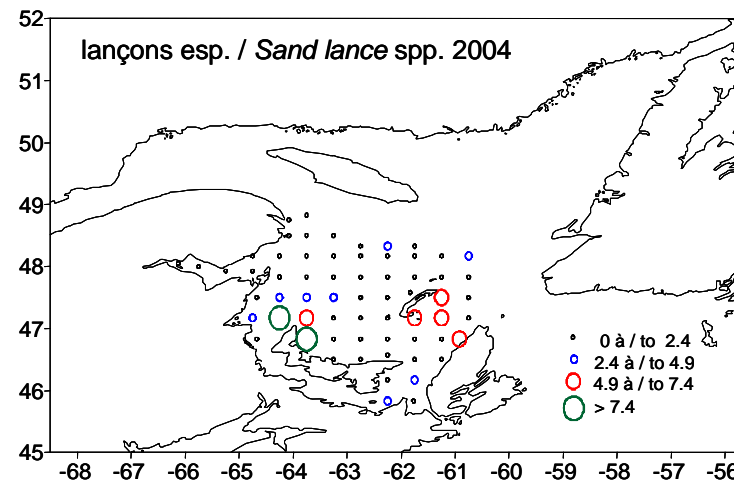 lançons esp. / Sand lance spp. 2004
52
51
50
49
48
47
46
45
0 à / to 2.4
2.4 à / to 4.9
4.9 à / to 7.4
> 7.4
-68 -67 -66 -65 -64 -63 -62 -61 -60 -59 -58 -57 -56